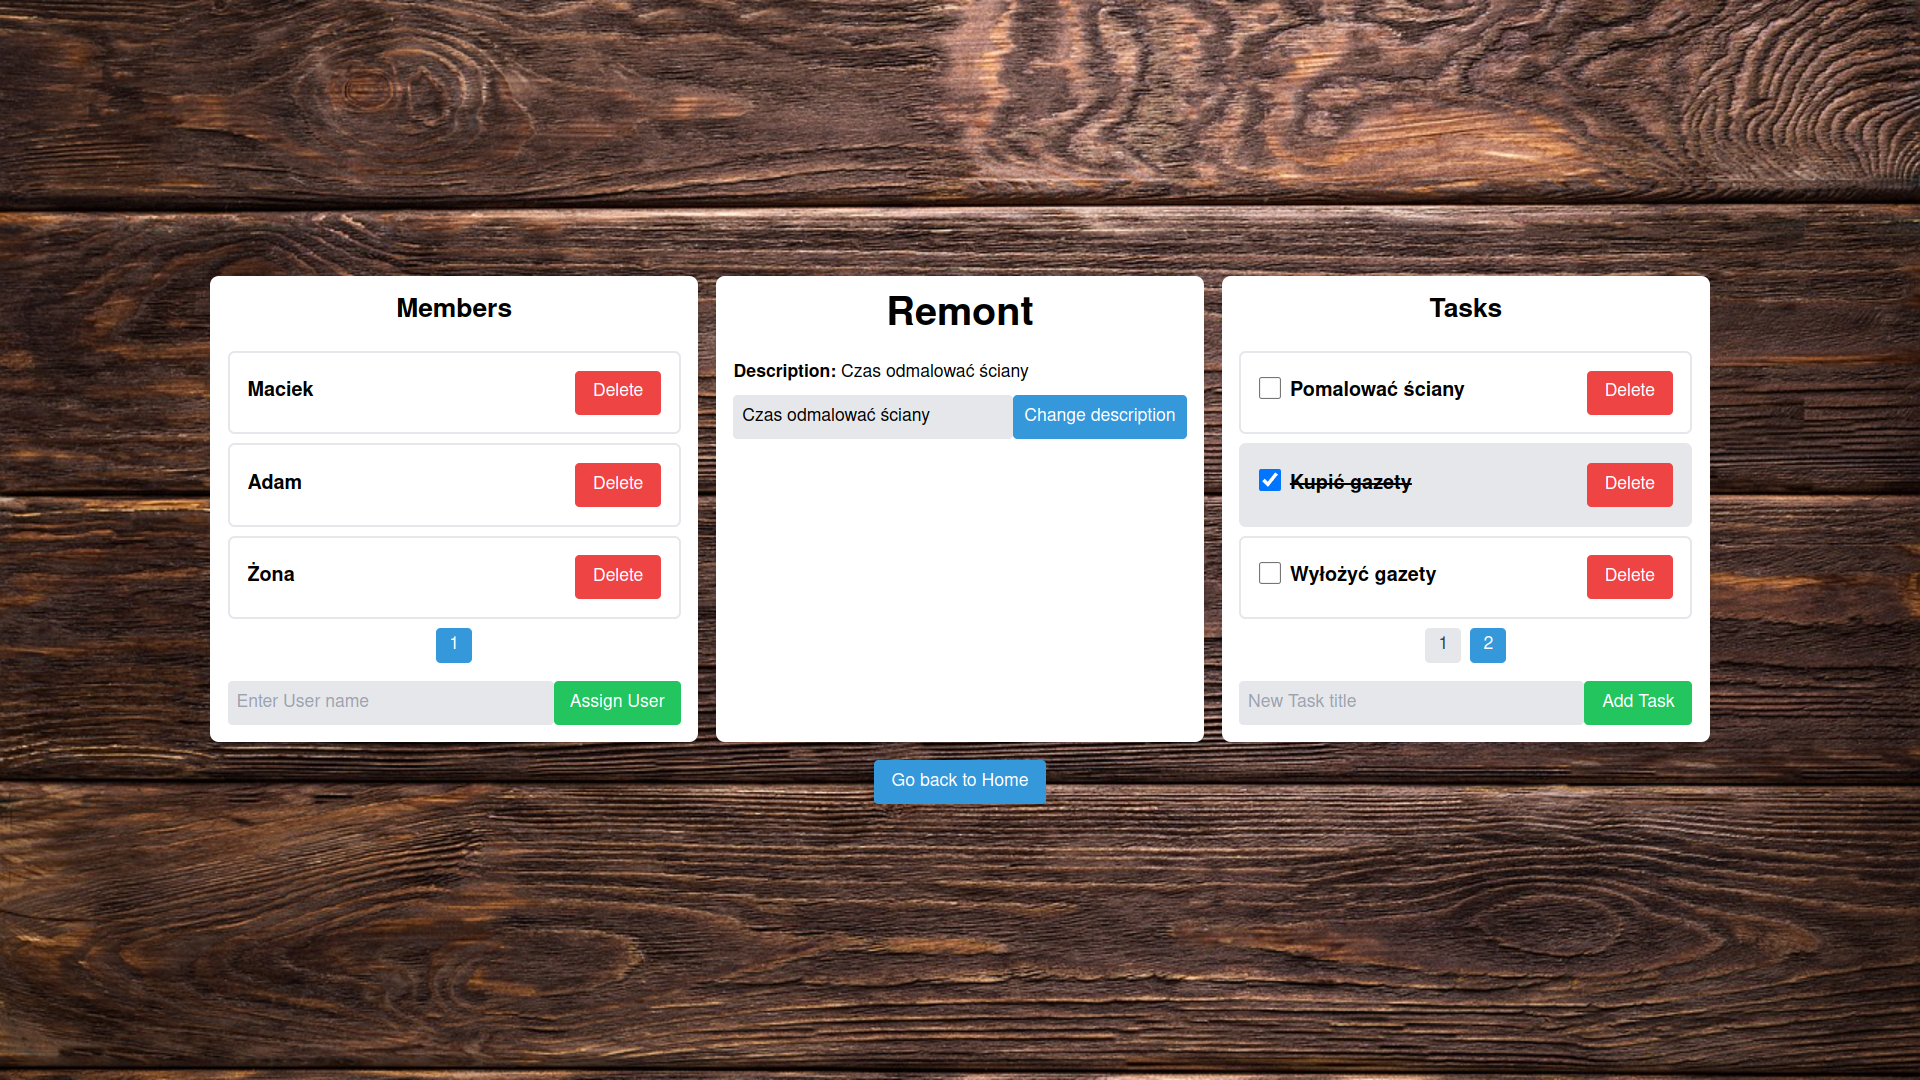 Members
Maciek
Delete
Adam
Delete
Żona
Delete
1
Enter User name
Assign User
Remont
Description: Czas odmalować ściany
Czas odmalować ściany
Change description
Tasks
Pomalować ściany
Delete
Kupić gazety
Delete
Wyłożyć gazety
Delete
1 2
New Task title
Add Task
Go back to Home